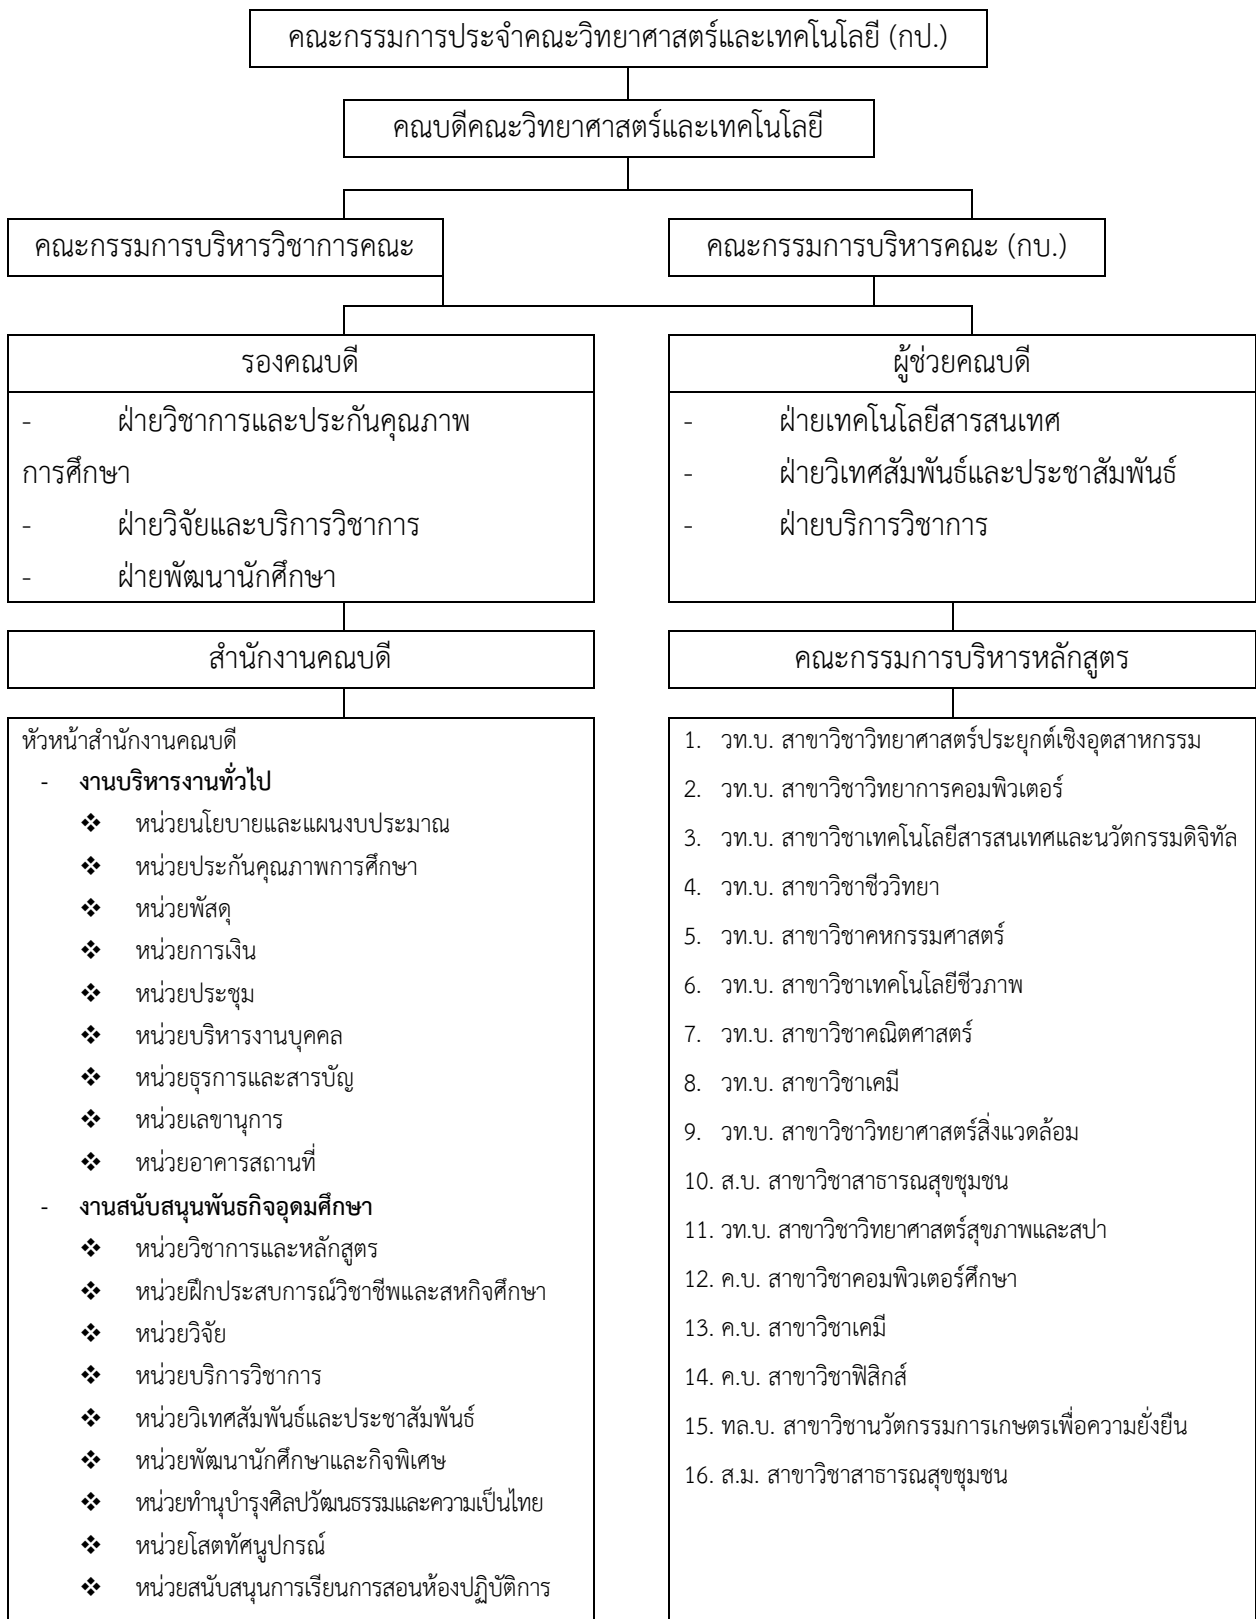 คณะกรรมการประจำคณะวิทยาศาสตร์และเทคโนโลยี (กป.)
คณบดีคณะวิทยาศาสตร์และเทคโนโลยี
คณะกรรมการบริหารวิชาการคณะ
คณะกรรมการบริหารคณะ (กบ.)
รองคณบดี
- ฝ่ายวิชาการและประกันคุณภาพ
การศึกษา
- ฝ่ายวิจัยและบริการวิชาการ
- ฝ่ายพัฒนานักศึกษา
ผู้ช่วยคณบดี
- ฝ่ายเทคโนโลยีสารสนเทศ
- ฝ่ายวิเทศสัมพันธ์และประชาสัมพันธ์
- ฝ่ายบริการวิชาการ
สำนักงานคณบดี
หัวหน้าสำนักงานคณบดี
- งานบริหารงานทั่วไป
❖ หน่วยนโยบายและแผนงบประมาณ
❖ หน่วยประกันคุณภาพการศึกษา
❖ หน่วยพัสดุ
❖ หน่วยการเงิน
❖ หน่วยประชุม
❖ หน่วยบริหารงานบุคคล
❖ หน่วยธุรการและสารบัญ
❖ หน่วยเลขานุการ
❖ หน่วยอาคารสถานที่
- งานสนับสนุนพันธกิจอุดมศึกษา
❖ หน่วยวิชาการและหลักสูตร
❖ หน่วยฝึกประสบการณ์วิชาชีพและสหกิจศึกษา
❖ หน่วยวิจัย
❖ หน่วยบริการวิชาการ
❖ หน่วยวิเทศสัมพันธ์และประชาสัมพันธ์
❖ หน่วยพัฒนานักศึกษาและกิจพิเศษ
❖ หน่วยทำนุบำรุงศิลปวัฒนธรรมและความเป็นไทย
❖ หน่วยโสตทัศนูปกรณ์
❖ หน่วยสนับสนุนการเรียนการสอนห้องปฏิบัติการ
คณะกรรมการบริหารหลักสูตร
1. วท.บ. สาขาวิชาวิทยาศาสตร์ประยุกต์เชิงอุตสาหกรรม
2. วท.บ. สาขาวิชาวิทยาการคอมพิวเตอร์
3. วท.บ. สาขาวิชาเทคโนโลยีสารสนเทศและนวัตกรรมดิจิทัล
4. วท.บ. สาขาวิชาชีววิทยา
5. วท.บ. สาขาวิชาคหกรรมศาสตร์
6. วท.บ. สาขาวิชาเทคโนโลยีชีวภาพ
7. วท.บ. สาขาวิชาคณิตศาสตร์
8. วท.บ. สาขาวิชาเคมี
9. วท.บ. สาขาวิชาวิทยาศาสตร์สิ่งแวดล้อม
10. ส.บ. สาขาวิชาสาธารณสุขชุมชน
11. วท.บ. สาขาวิชาวิทยาศาสตร์สุขภาพและสปา
12. ค.บ. สาขาวิชาคอมพิวเตอร์ศึกษา
13. ค.บ. สาขาวิชาเคมี
14. ค.บ. สาขาวิชาฟิสิกส์
15. ทล.บ. สาขาวิชานวัตกรรมการเกษตรเพื่อความยั่งยืน
16. ส.ม. สาขาวิชาสาธารณสุขชุมชน